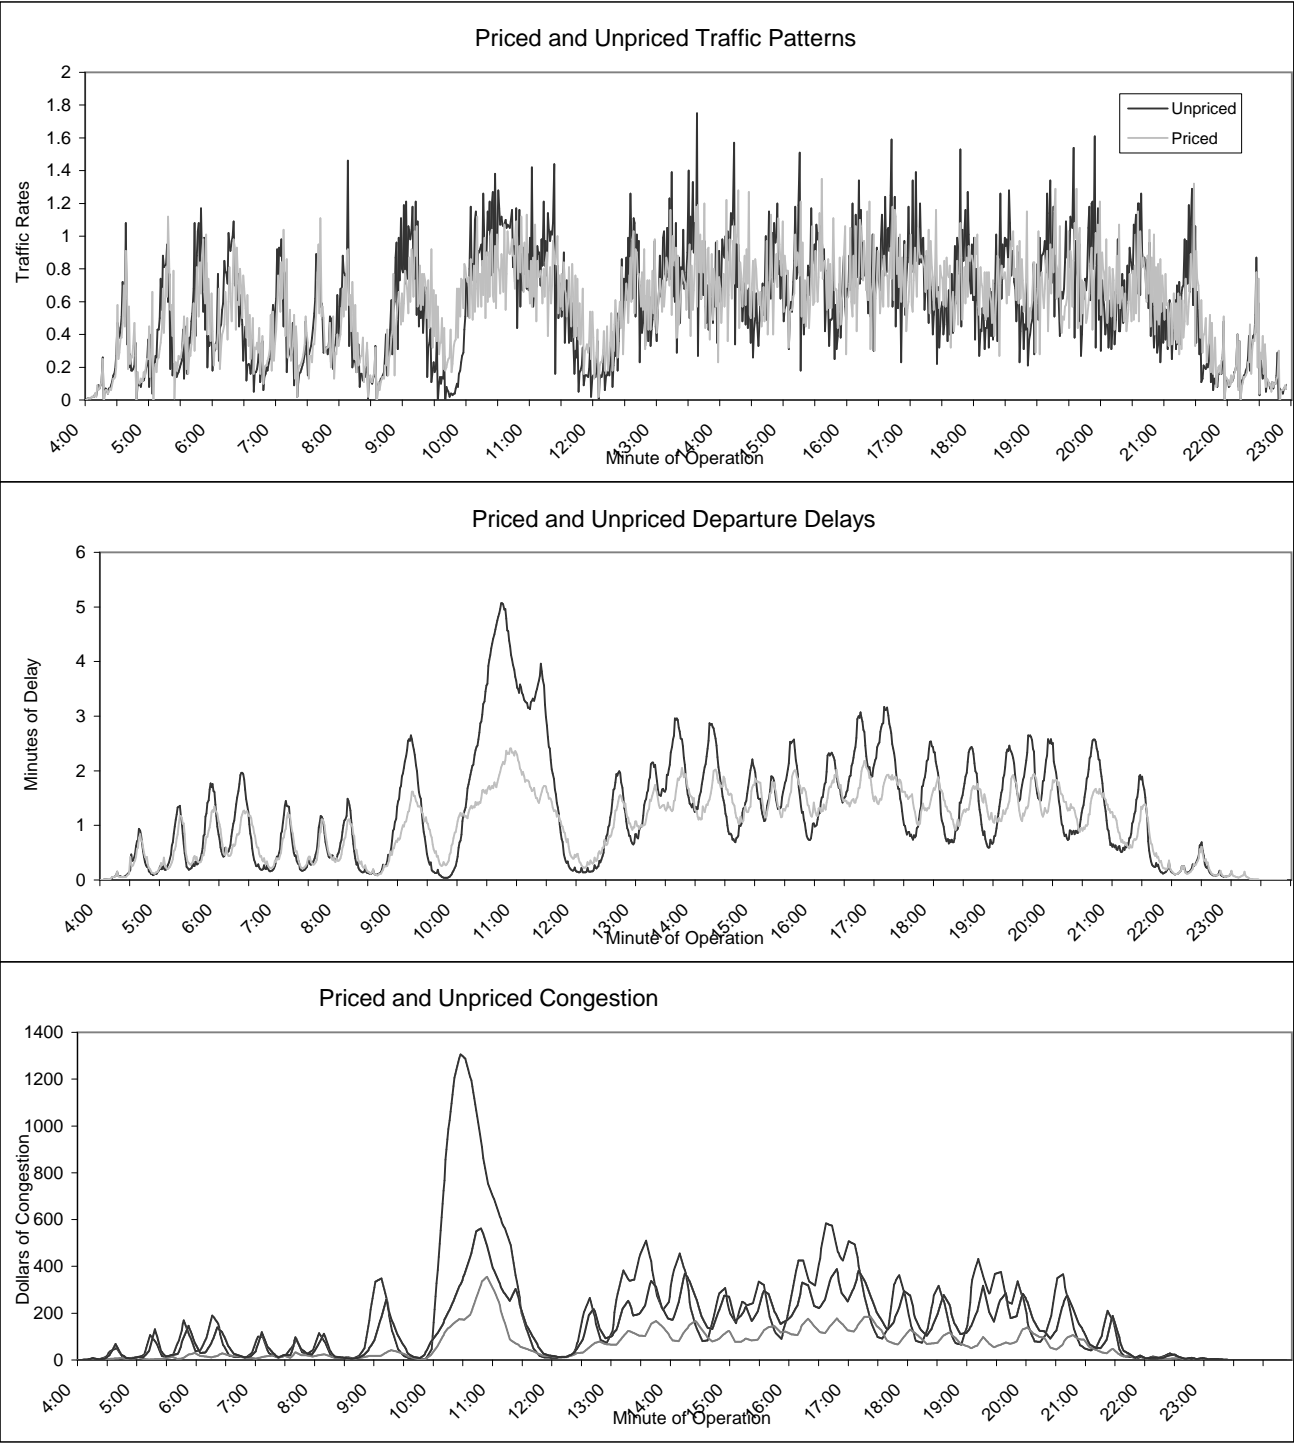 Priced and Unpriced Traffic Patterns
2
1.8
1.6
1.4
1.2
1
0.8
0.6
0.4
0.2
0
Traffic Rates
Unpriced
Priced
4:00 5:00 6:00 7:00 8:00 9:00 10:00 11:00 12:00 13:00 14:00 15:00 16:00 17:00 18:00 19:00 20:00 21:00 22:00 23:00
Minute of Operation
Priced and Unpriced Departure Delays
6
5
4
3
2
1
0
Minutes of Delay
4:00 5:00 6:00 7:00 8:00 9:00 10:00 11:00 12:00 13:00 14:00 15:00 16:00 17:00 18:00 19:00 20:00 21:00 22:00 23:00
Minute of Operation
Priced and Unpriced Congestion
1400
1200
1000
800
600
400
200
0
Dollars of Congestion
4:00 5:00 6:00 7:00 8:00 9:00 10:00 11:00 12:00 13:00 14:00 15:00 16:00 17:00 18:00 19:00 20:00 21:00 22:00 23:00
Minute of Operation